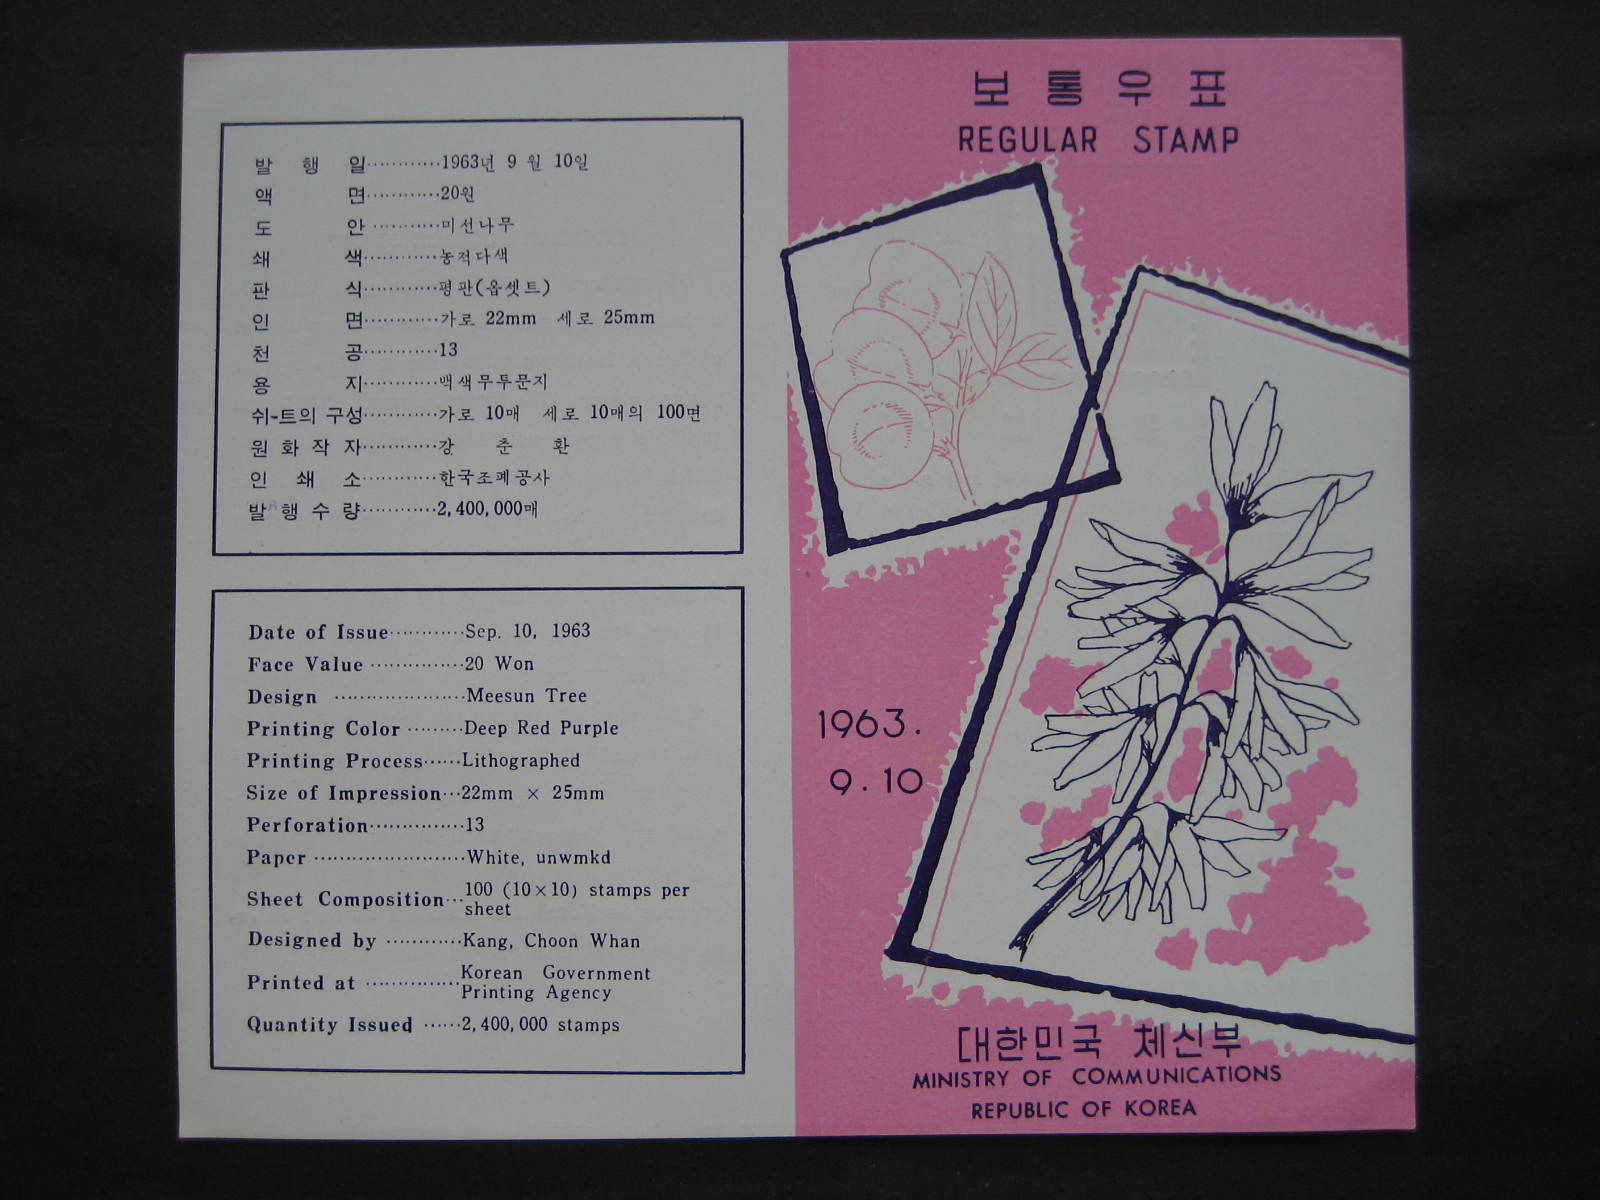 발 행 일············1963년 9 월 10일
액 면············20원
도 안············미선나무
쇄 색············농적다색
판 식············평판(옵셋트)
인 면············가로 22mm 세로 25mm
천 공············13
용 지············백색무투문지
쉬-트의 구성············가로 10매 세로 10매의 100면
원 화 작 자············강 춘 환
인 쇄 소············한국조폐공사
발 행 수 량············2,400,000매
Date of Issue············Sep. 10, 1963
Face Value ···············20 Won
Design ·····················Meesun Tree
Printing Color ·········Deep Red Purple
Printing Process······Lithographed
Size of Impression···22mm × 25mm
Perforation···············13
Paper ························White, unwmkd
Sheet Composition···100 (10×10) stamps per
sheet
Designed by ············Kang, Choon Whan
Printed at ···············Korean Government
Printing Agency
Quantity Issued ······2,400,000 stamps
보통우표
REGULAR STAMP
1963.
9.10
대한민국 체신부
MINISTRY OF COMMUNICATIONS
REPUBLIC OF KOREA